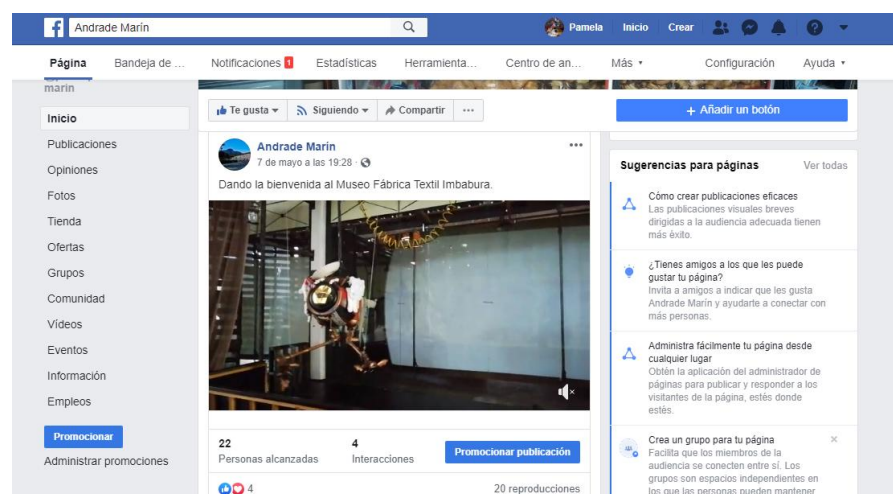 Andrade Marín
Pamela Inicio Crear
Página Bandeja de ... Notificaciones 1 Estadísticas Herramienta... Centro de an... Más Configuración Ayuda
marin
Inicio
Publicaciones
Opiniones
Fotos
Tienda
Ofertas
Grupos
Comunidad
Vídeos
Eventos
Información
Empleos
Promocionar
Administrar promociones
Te gusta Siguiendo Compartir ...
+ Añadir un botón
Andrade Marín
7 de mayo a las 19:28 ·
Dando la bienvenida al Museo Fábrica Textil Imbabura.
22
Personas alcanzadas
4
Interacciones
Promocionar publicación
4
20 reproducciones
Sugerencias para páginas Ver todas
Cómo crear publicaciones eficaces
Las publicaciones visuales breves
dirigidas a la audiencia adecuada tienen
más éxito.
¿Tienes amigos a los que les puede
gustar tu página?
Invita a amigos a indicar que les gusta
Andrade Marín y ayudarte a conectar con
más personas.
Administra fácilmente tu página desde
cualquier lugar
Obtén la aplicación del administrador de
páginas para publicar y responder a los
visitantes de la página, estés donde
estés.
Crea un grupo para tu página
Facilita que los miembros de la
audiencia se conecten entre sí. Los
grupos son espacios independientes en
los que las personas pueden mantener